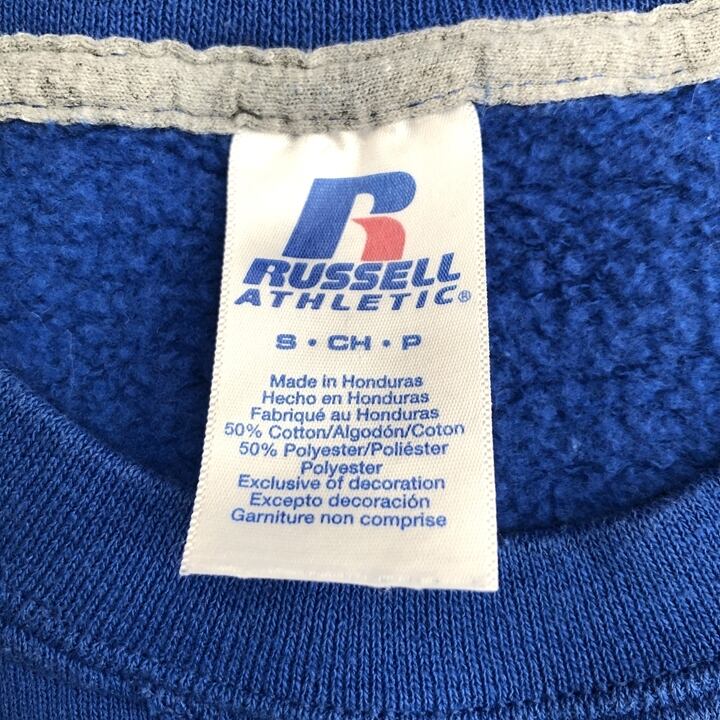 R
RUSSELL
ATHLETIC®
S • CH • P
Made in Honduras
Hecho en Honduras
Fabriqué au Honduras
50% Cotton/Algodón/Coton
50% Polyester/Poliéster
Polyester
Exclusive of decoration
Excepto decoración
Garniture non comprise